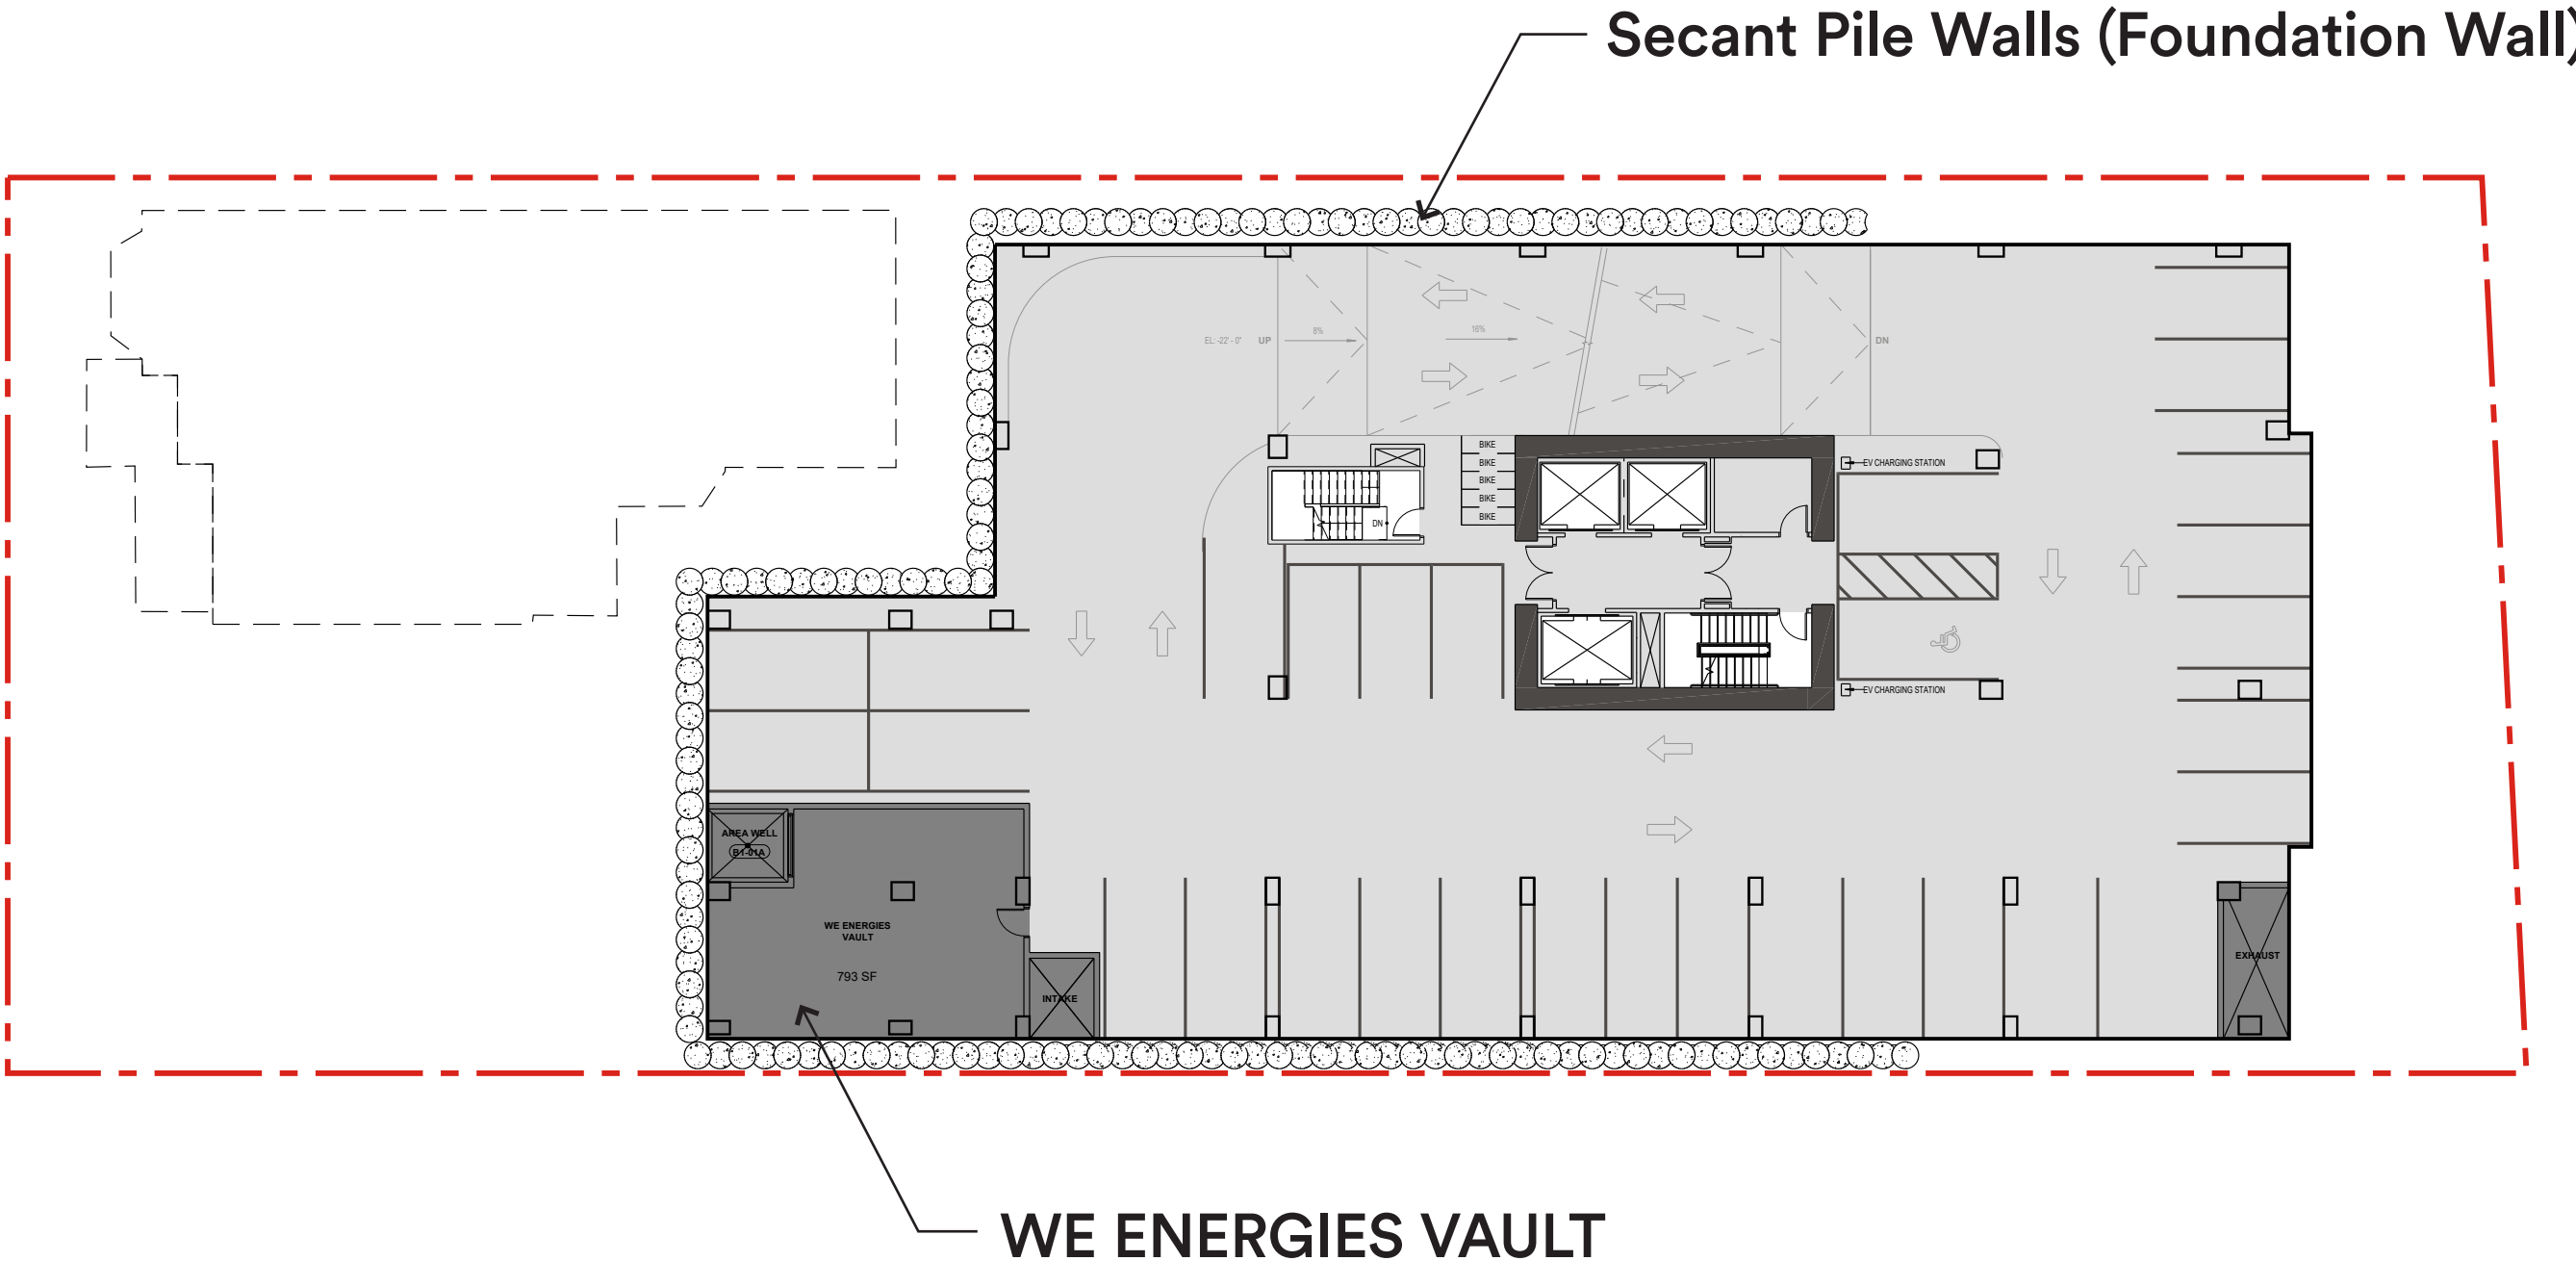 Secant Pile Walls (Foundation Wall)
8%
16%
EL: -22' - 0" UP
DN
BIKE
BIKE
BIKE
BIKE
BIKE
EV CHARGING STATION
DN
EV CHARGING STATION
AREA WELL
B1-01A
WE ENERGIES
VAULT
793 SF
INTAKE
EXHAUST
WE ENERGIES VAULT